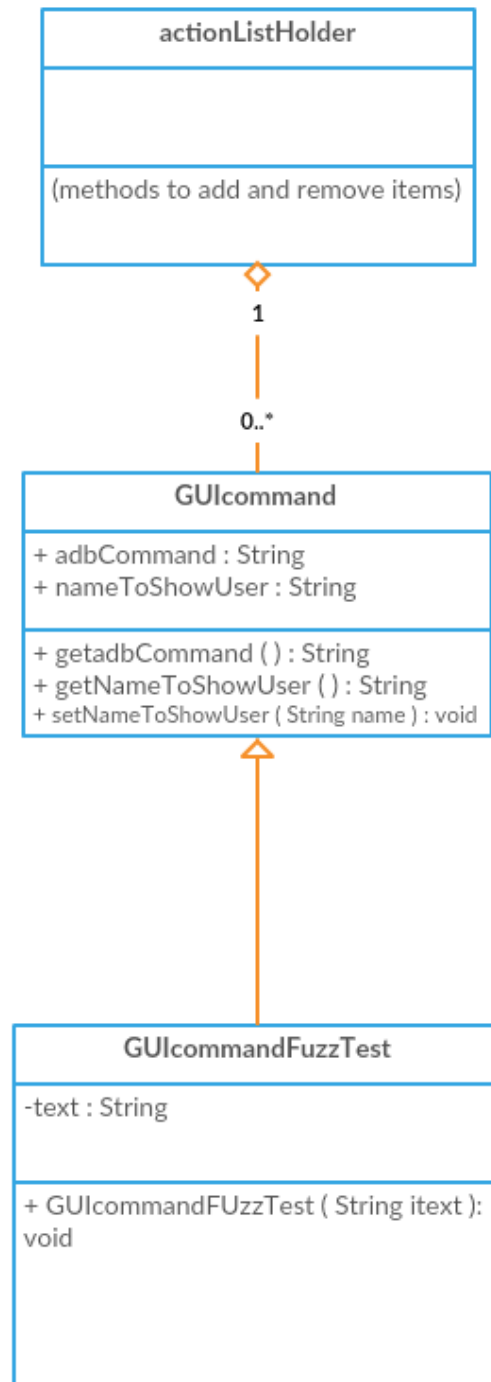 actionListHolder
(methods to add and remove items)
1
0..*
GUIcommand
+ adbCommand : String
+ nameToShowUser : String
+ getadbCommand ( ) : String
+ getNameToShowUser ( ) : String
+ setNameToShowUser ( String name ) : void
GUIcommandFuzzTest
-text : String
+ GUIcommandFUzzTest ( String itext ):
void